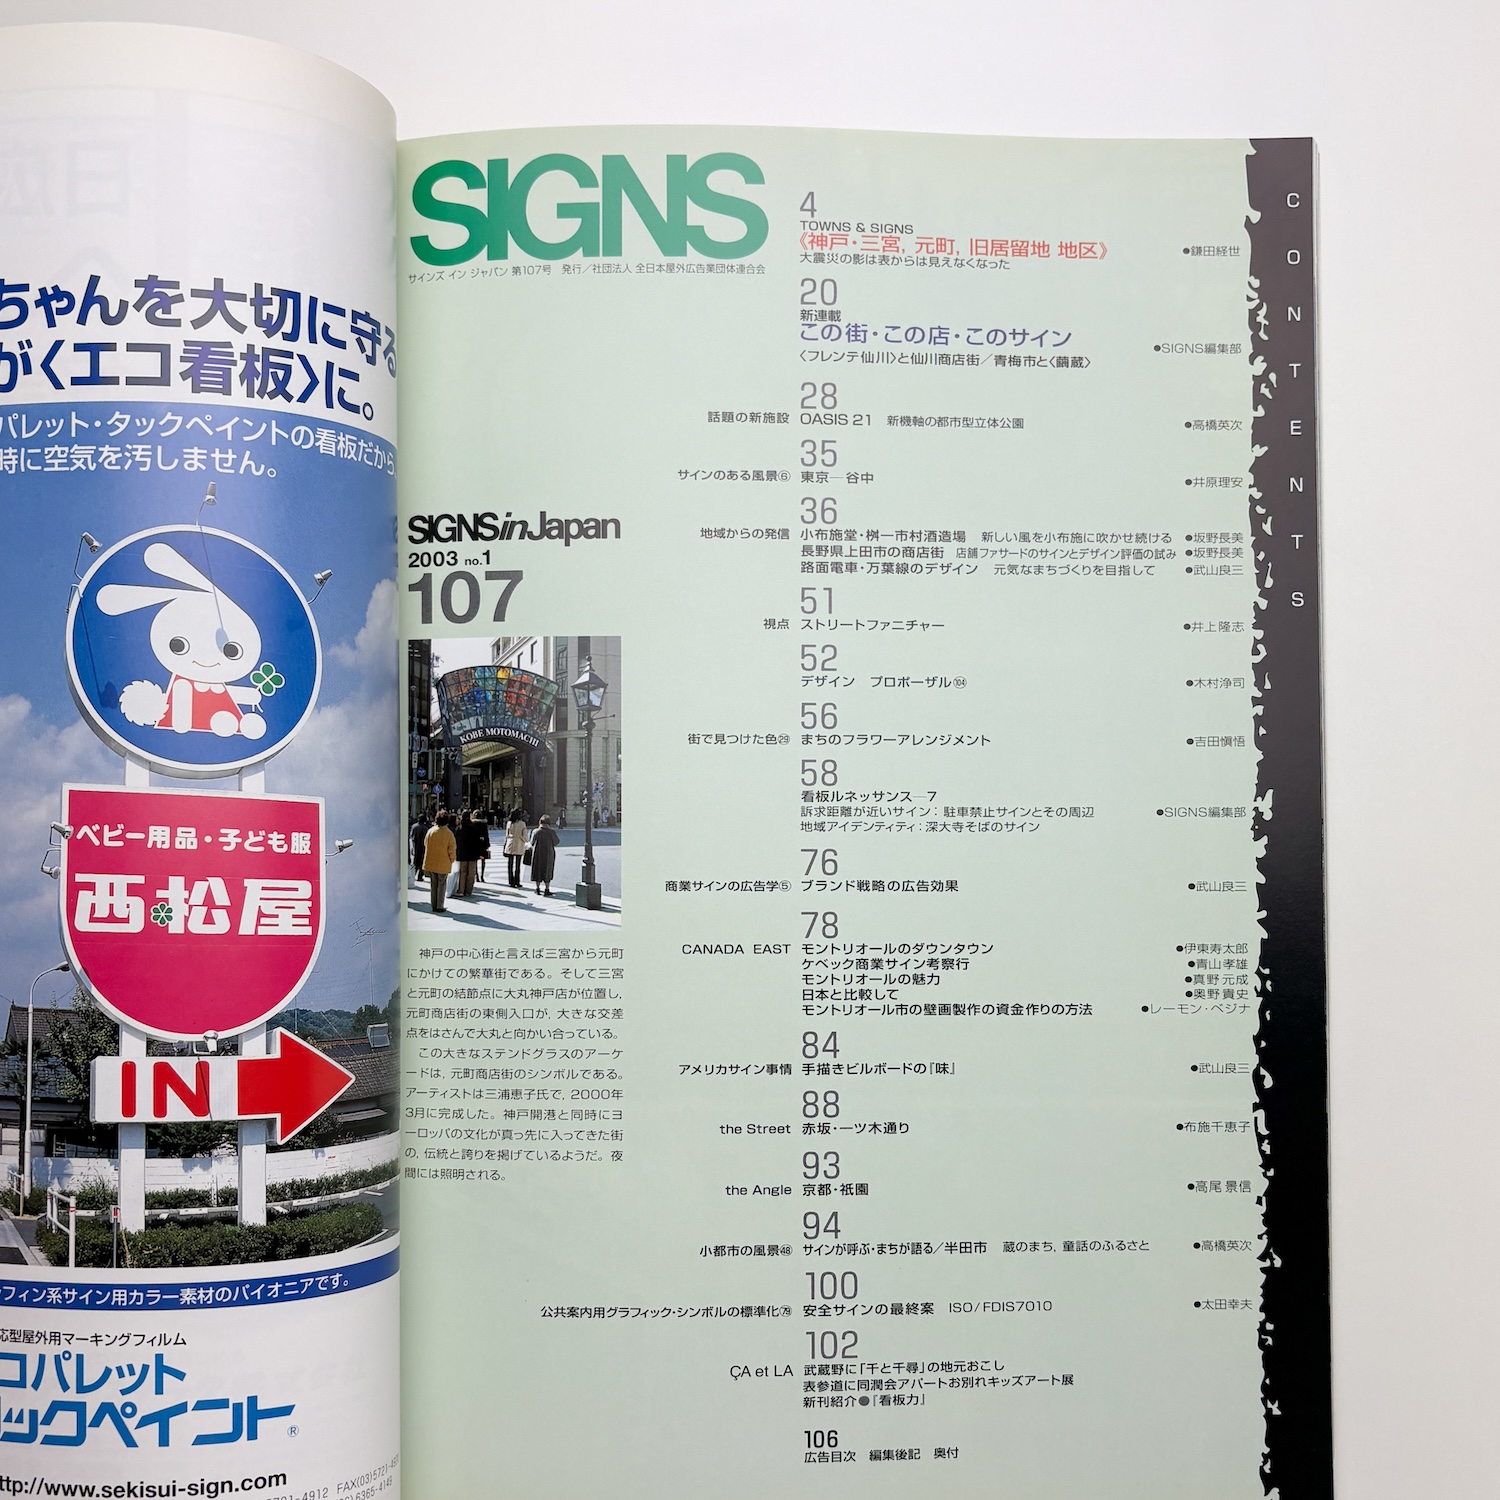 ちゃんを大切に守る
が〈エコ看板〉に。
パレット・タックペイントの看板だから、
時に空気を汚しません。
ベビー用品・子ども服
西松屋
IN
フィン系サイン用カラー素材のパイオニアです。
応型屋外用マーキングフィルム
コパレット
ックペイント®
http://www.sekisui-sign.com
SIGNS
サインズ イン ジャパン 第107号 発行／社団法人 全日本屋外広告業団体連合会
SIGNS in Japan
2003 no.1
107
KOBE MOTOMACHI
神戸の中心街と言えば三宮から元町
にかけての繁華街である。そして三宮
と元町の結節点に大丸神戸店が位置し,
元町商店街の東側入口が, 大きな交差
点をはさんで大丸と向かい合っている。
この大きなステンドグラスのアーケ
ードは, 元町商店街のシンボルである。
アーティストは三浦恵子氏で, 2000年
3月に完成した。神戸開港と同時にヨ
ーロッパの文化が真っ先に入ってきた街
の, 伝統と誇りを掲げているようだ。夜
間には照明される。
4
TOWNS & SIGNS
《神戸・三宮, 元町, 旧居留地 地区》
大震災の影は表からは見えなくなった ●鎌田経世
20
新連載
この街・この店・このサイン
〈フレンテ仙川〉と仙川商店街／青梅市と〈繭蔵〉 ●SIGNS編集部
28
話題の新施設 OASIS 21 新機軸の都市型立体公園 ●高橋英次
35
サインのある風景⑥ 東京─谷中 ●井原理安
36
地域からの発信 小布施堂・桝一市村酒造場 新しい風を小布施に吹かせ続ける ●坂野長美
長野県上田市の商店街 店舗ファサードのサインとデザイン評価の試み ●坂野長美
路面電車・万葉線のデザイン 元気なまちづくりを目指して ●武山良三
51
視点 ストリートファニチャー ●井上隆志
52
デザイン プロポーザル104 ●木村浄司
56
街で見つけた色㉙ まちのフラワーアレンジメント ●吉田愼悟
58
看板ルネッサンス─7
訴求距離が近いサイン：駐車禁止サインとその周辺 ●SIGNS編集部
地域アイデンティティ：深大寺そばのサイン
76
商業サインの広告学⑤ ブランド戦略の広告効果 ●武山良三
78
CANADA EAST モントリオールのダウンタウン ●伊東寿太郎
ケベック商業サイン考察行 ●青山孝雄
モントリオールの魅力 ●真野元成
日本と比較して ●奥野貴史
モントリオール市の壁画製作の資金作りの方法 ●レーモン・ベジナ
84
アメリカサイン事情 手描きビルボードの『味』 ●武山良三
88
the Street 赤坂・一ツ木通り ●布施千恵子
93
the Angle 京都・祇園 ●高尾景信
94
小都市の風景㊽ サインが呼ぶ・まちが語る／半田市 蔵のまち, 童話のふるさと ●高橋英次
100
公共案内用グラフィック・シンボルの標準化 安全サインの最終案 ISO/FDIS7010 ●太田幸夫
102
ÇA et LA 武蔵野に「千と千尋」の地元おこし
表参道に同潤会アパートお別れキッズアート展
新刊紹介●『看板力』
106
広告目次 編集後記 奥付
CONTENTS